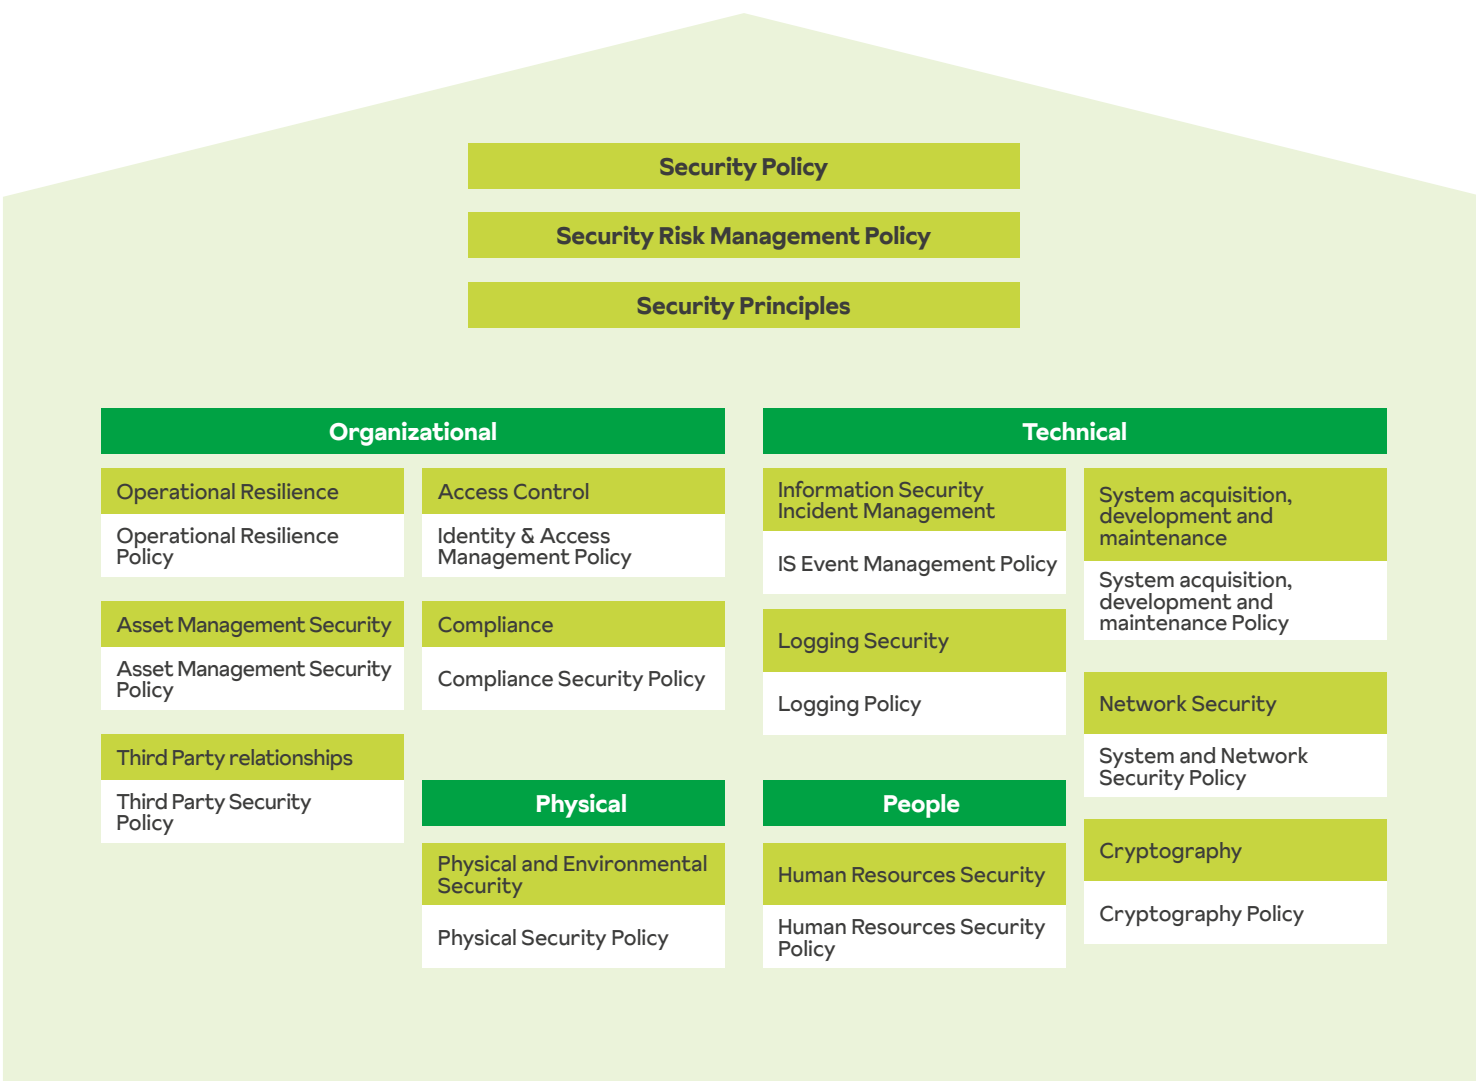 Security Policy
Security Risk Management Policy
Security Principles
Organizational
Operational Resilience
Operational Resilience
Policy
Access Control
Identity & Access
Management Policy
Asset Management Security
Asset Management Security
Policy
Compliance
Compliance Security Policy
Third Party relationships
Third Party Security
Policy
Physical
Physical and Environmental
Security
Physical Security Policy
Technical
Information Security
Incident Management
IS Event Management Policy
System acquisition,
development and
maintenance
System acquisition,
development and
maintenance Policy
Logging Security
Logging Policy
Network Security
System and Network
Security Policy
Cryptography
Cryptography Policy
People
Human Resources Security
Human Resources Security
Policy